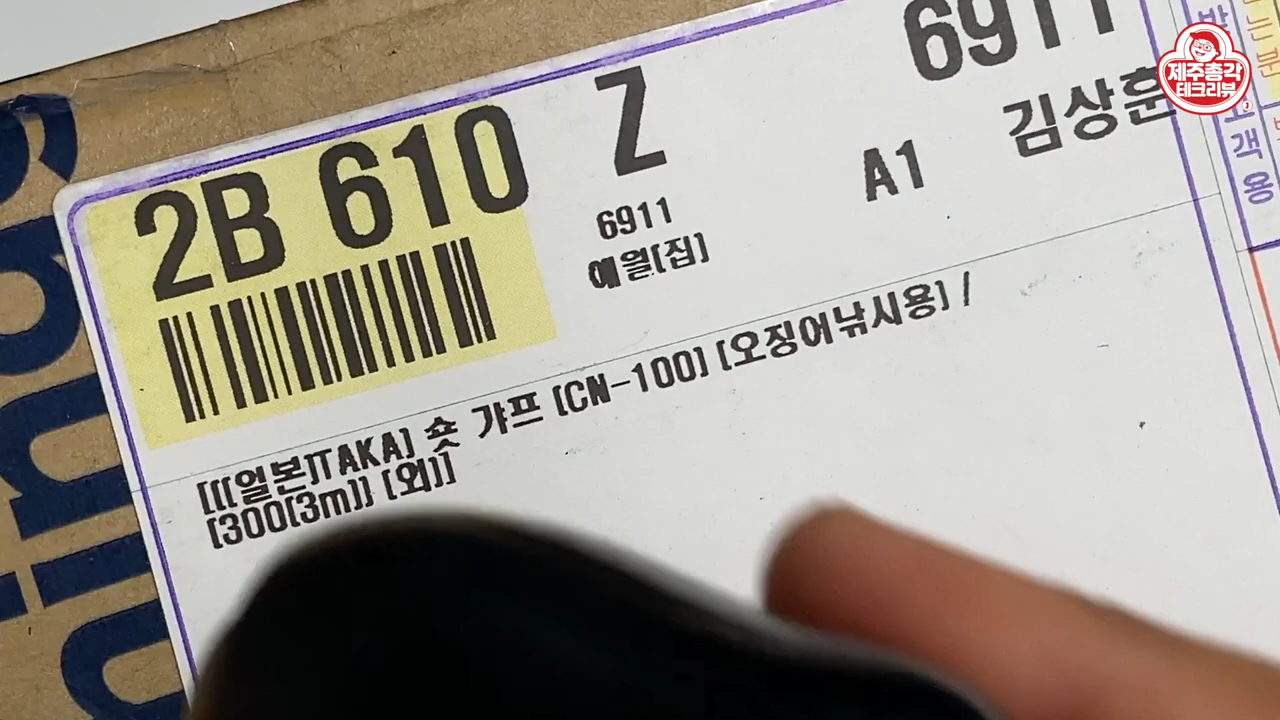 2B 610
Z
6911
A1
김상훈
6911
애월[집]
[[[일본]TAKA] 숏 갸프 [CN-100] [오징어낚시용] /
[300[3m]] [외]]
고객용
제주총각
테크리뷰